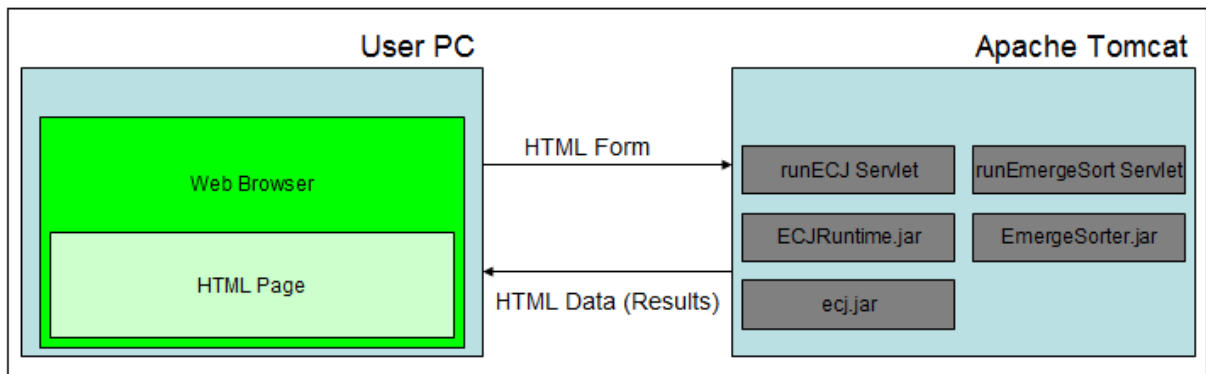 User PC
Apache Tomcat
Web Browser
HTML Page
HTML Form
HTML Data (Results)
runECJ Servlet
runEmergeSort Servlet
ECJRuntime.jar
EmergeSorter.jar
ecj.jar